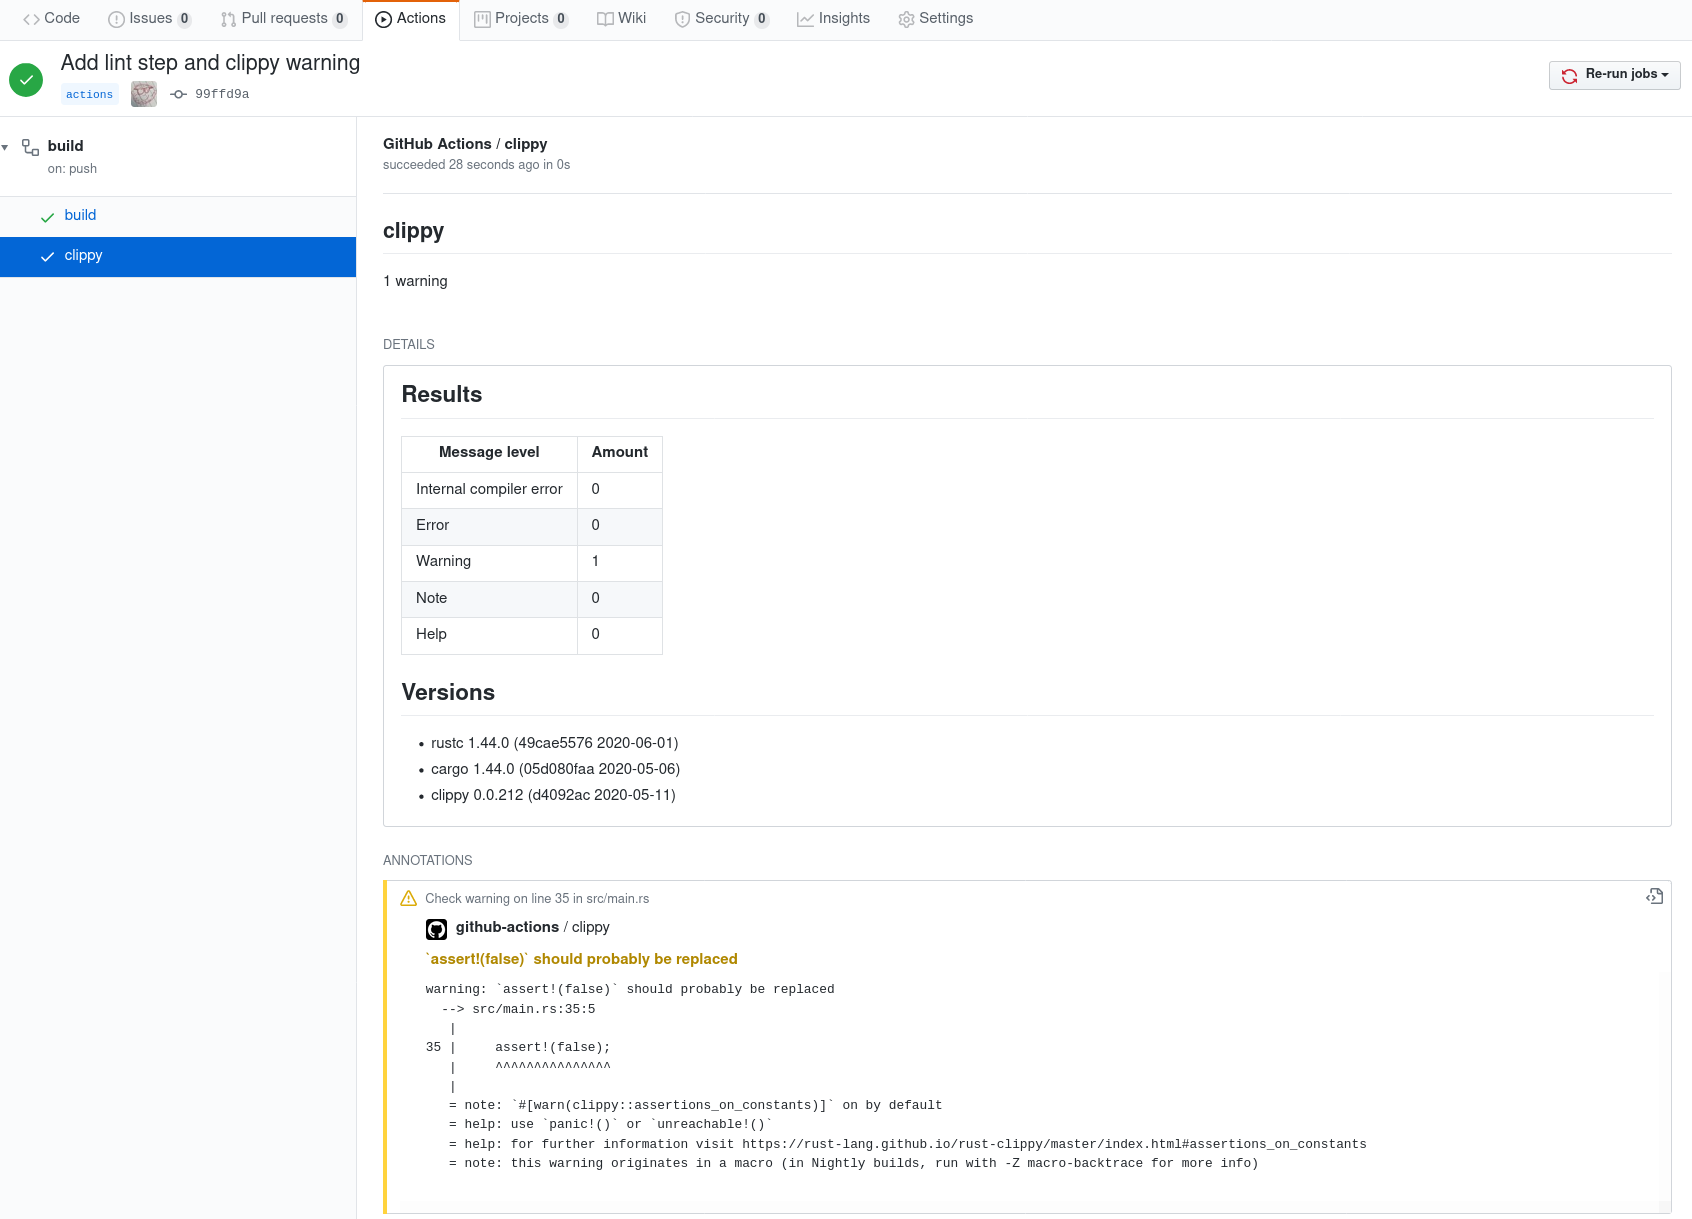 Code Issues 0 Pull requests 0 Actions Projects 0 Wiki Security 0 Insights Settings
Add lint step and clippy warning
actions 99ffd9a
Re-run jobs
build
on: push
build
clippy
GitHub Actions / clippy
succeeded 28 seconds ago in 0s
clippy
1 warning
DETAILS
Results
Message level Amount
Internal compiler error 0
Error 0
Warning 1
Note 0
Help 0
Versions
• rustc 1.44.0 (49cae5576 2020-06-01)
• cargo 1.44.0 (05d080faa 2020-05-06)
• clippy 0.0.212 (d4092ac 2020-05-11)
ANNOTATIONS
Check warning on line 35 in src/main.rs
github-actions / clippy
`assert!(false)` should probably be replaced
warning: `assert!(false)` should probably be replaced
  --> src/main.rs:35:5
   |
35 |     assert!(false);
   |     ^^^^^^^^^^^^^^^
   |
   = note: `#[warn(clippy::assertions_on_constants)]` on by default
   = help: use `panic!()` or `unreachable!()`
   = help: for further information visit https://rust-lang.github.io/rust-clippy/master/index.html#assertions_on_constants
   = note: this warning originates in a macro (in Nightly builds, run with -Z macro-backtrace for more info)